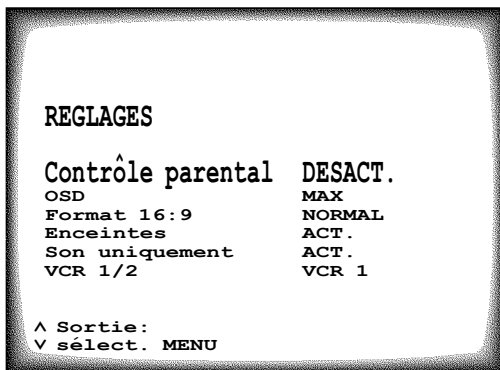 REGLAGES
Contrôle parental DESACT.
OSD MAX
Format 16:9 NORMAL
Enceintes ACT.
Son uniquement ACT.
VCR 1/2 VCR 1
∧ Sortie:
∨ sélect. MENU